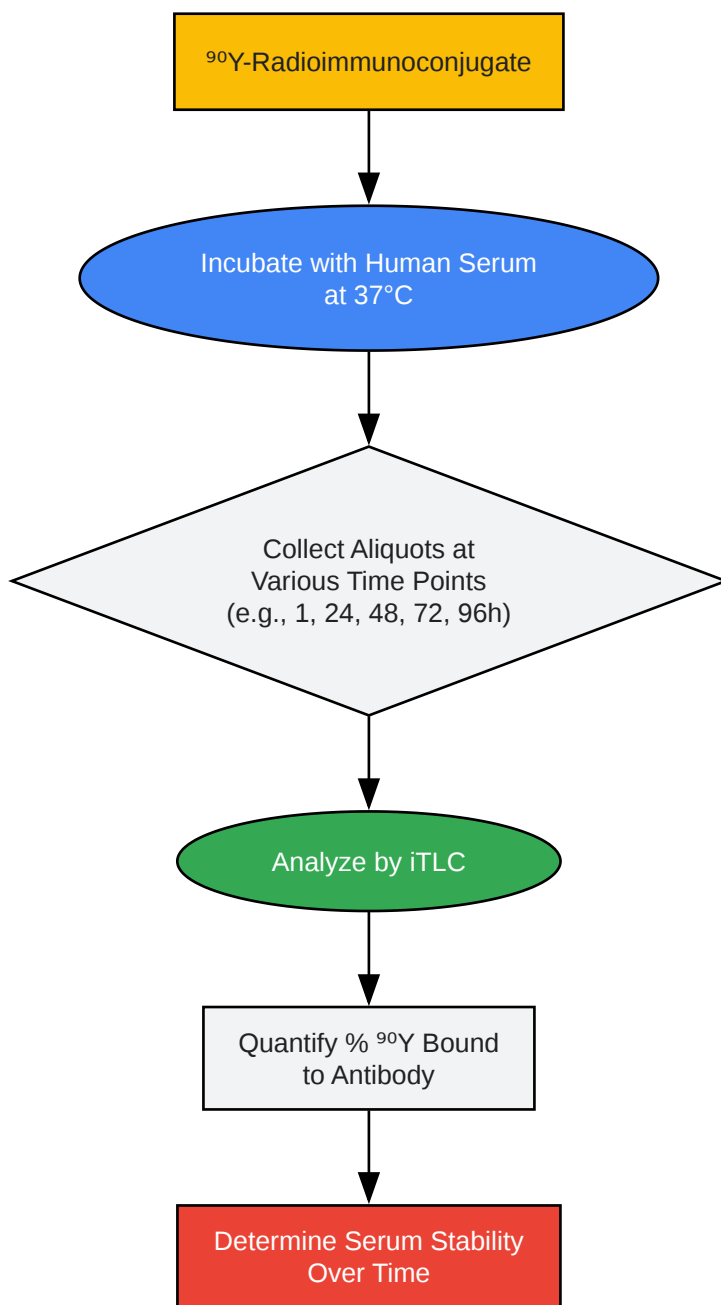 ⁹⁰Y-Radioimmunoconjugate
Incubate with Human Serum
at 37°C
Collect Aliquots at
Various Time Points
(e.g., 1, 24, 48, 72, 96h)
Analyze by iTLC
Quantify % ⁹⁰Y Bound
to Antibody
Determine Serum Stability
Over Time